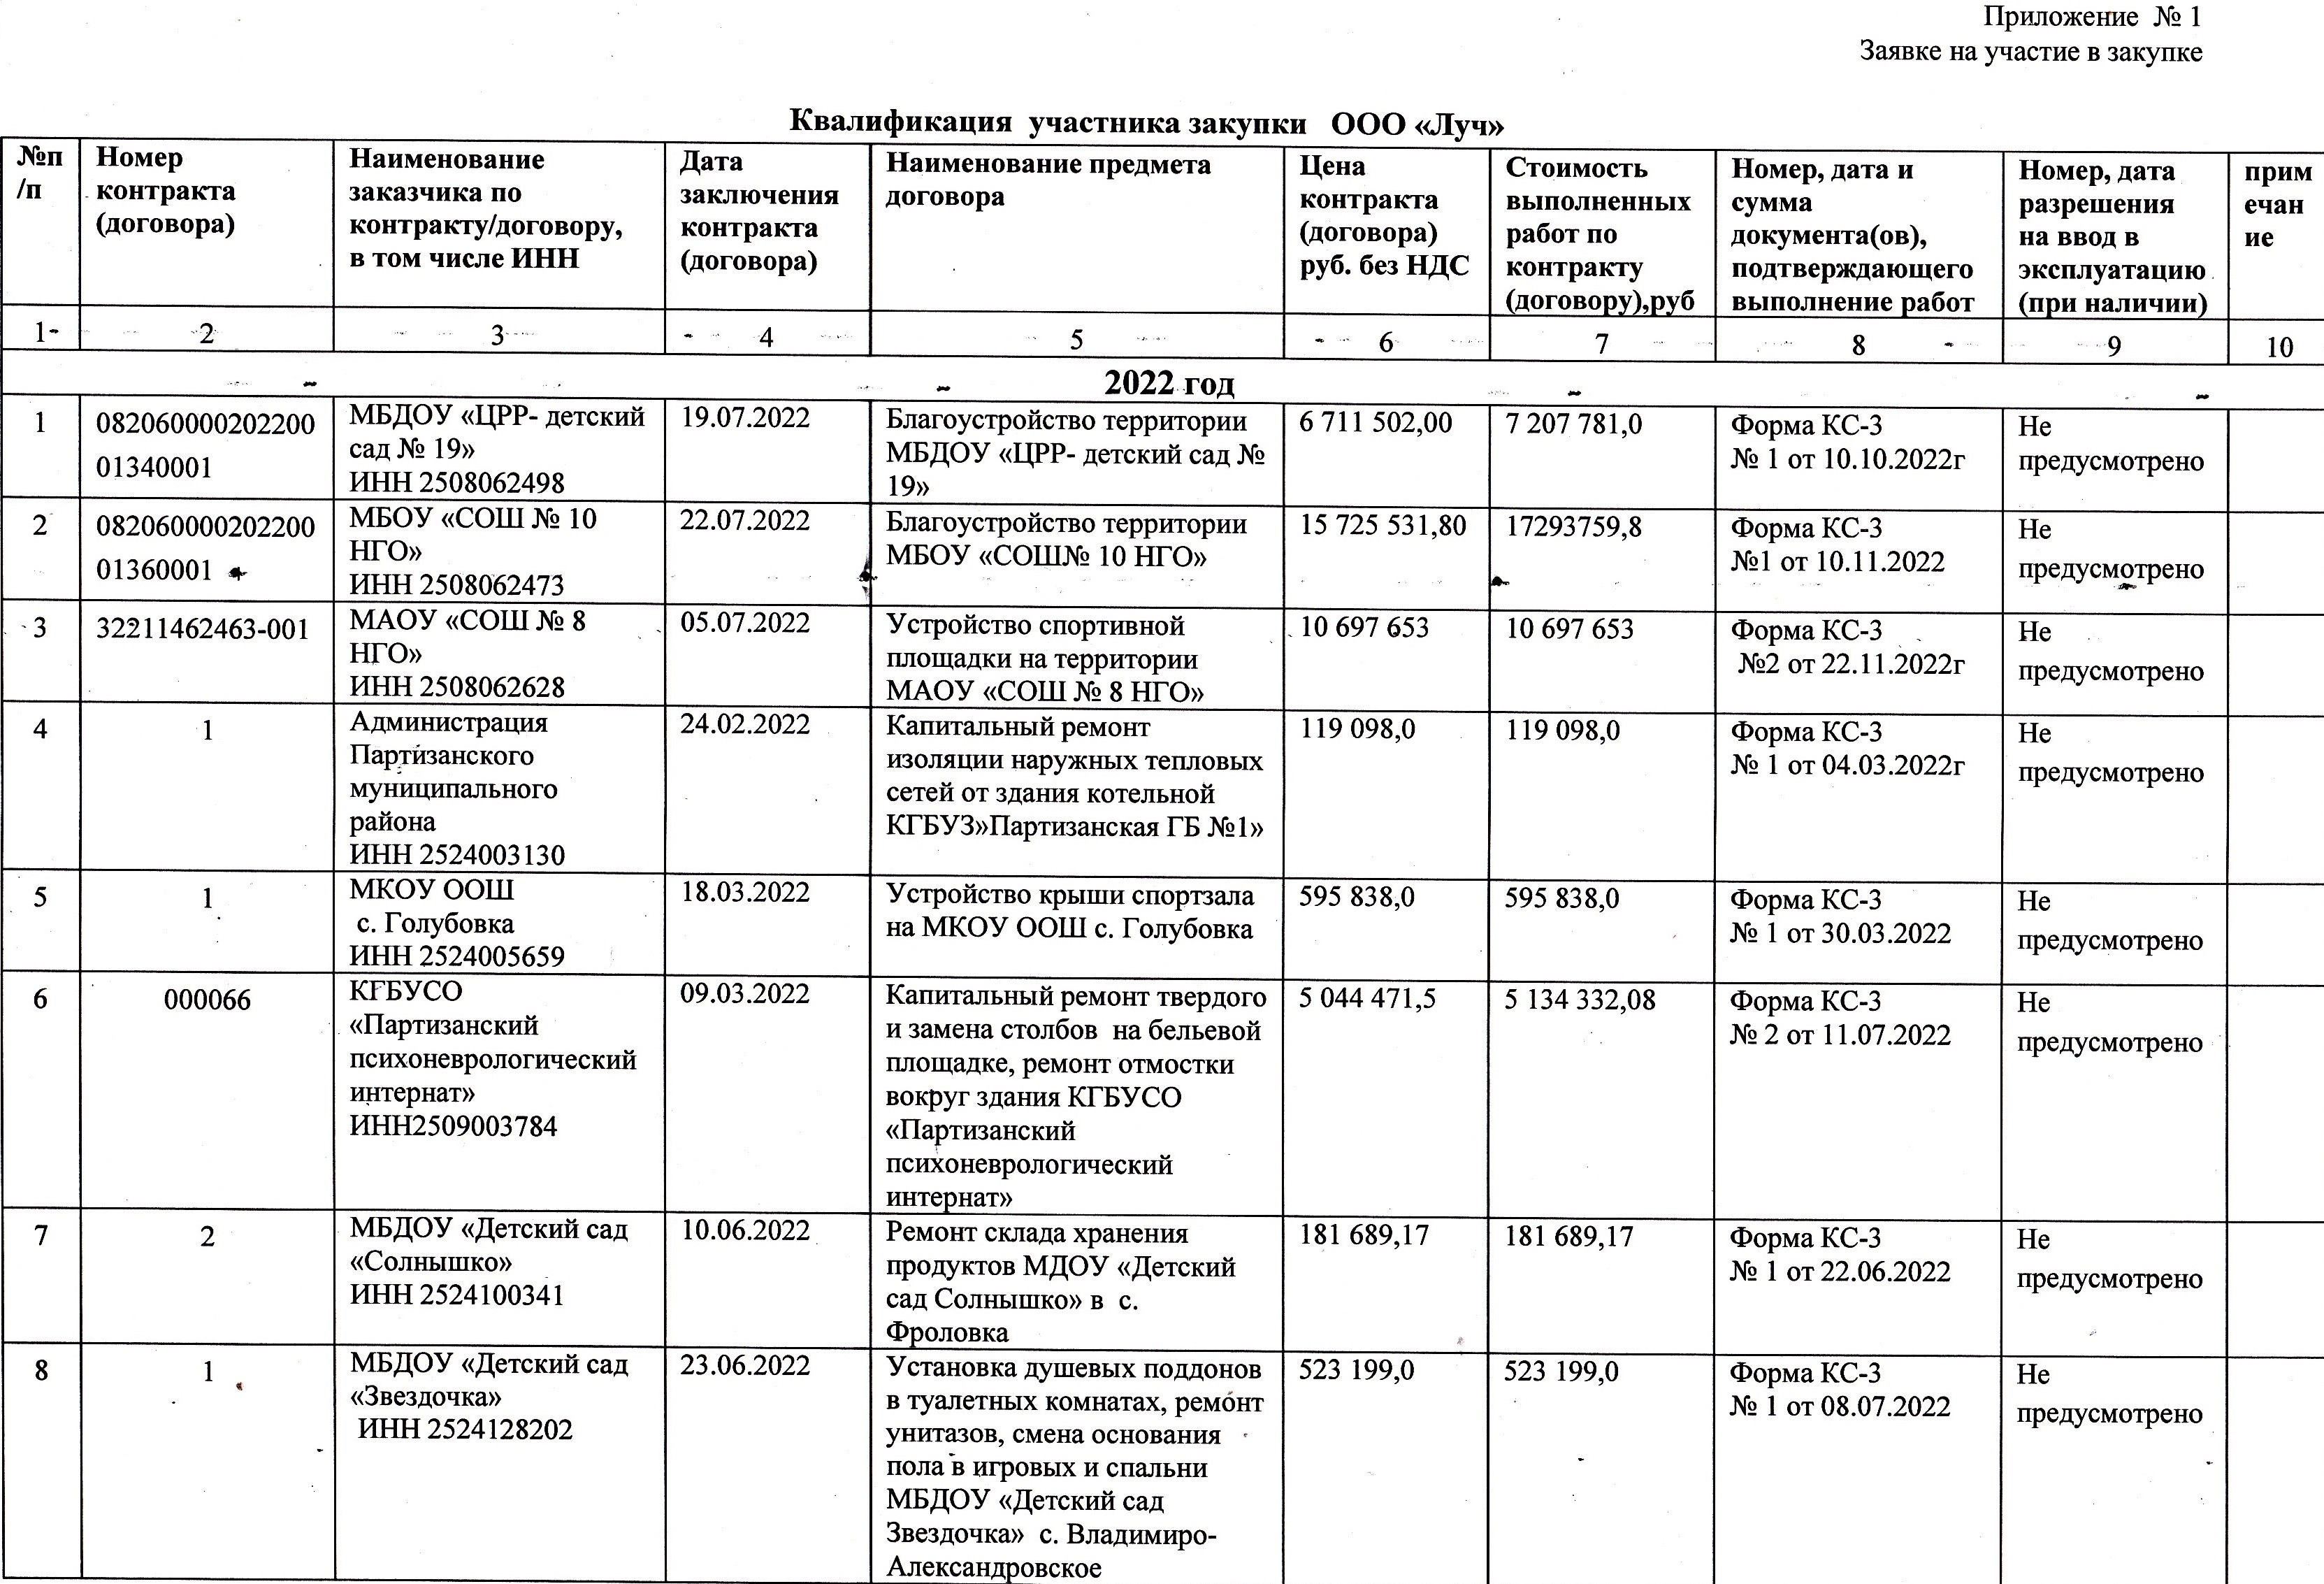 Приложение № 1
Заявке на участие в закупке
Квалификация участника закупки ООО «Луч»
№п
/п
Номер
контракта
(договора)
Наименование
заказчика по
контракту/договору,
в том числе ИНН
Дата
заключения
контракта
(договора)
Наименование предмета
договора
Цена
контракта
(договора)
руб. без НДС
Стоимость
выполненных
работ по
контракту
(договору),руб
Номер, дата и
сумма
документа(ов),
подтверждающего
выполнение работ
Номер, дата
разрешения
на ввод в
эксплуатацию
(при наличии)
прим
ечан
ие
1
2
3
4
5
6
7
8
9
10
2022 год
1
082060000202200
01340001
МБДОУ «ЦРР- детский
сад № 19»
ИНН 2508062498
19.07.2022
Благоустройство территории
МБДОУ «ЦРР- детский сад №
19»
6 711 502,00
7 207 781,0
Форма КС-3
№ 1 от 10.10.2022г
Не
предусмотрено
2
082060000202200
01360001
МБОУ «СОШ № 10
НГО»
ИНН 2508062473
22.07.2022
Благоустройство территории
МБОУ «СОШ№ 10 НГО»
15 725 531,80
17293759,8
Форма КС-3
№1 от 10.11.2022
Не
предусмотрено
3
32211462463-001
МАОУ «СОШ № 8
НГО»
ИНН 2508062628
05.07.2022
Устройство спортивной
площадки на территории
МАОУ «СОШ № 8 НГО»
10 697 653
10 697 653
Форма КС-3
№2 от 22.11.2022г
Не
предусмотрено
4
1
Администрация
Партизанского
муниципального
района
ИНН 2524003130
24.02.2022
Капитальный ремонт
изоляции наружных тепловых
сетей от здания котельной
КГБУЗ»Партизанская ГБ №1»
119 098,0
119 098,0
Форма КС-3
№ 1 от 04.03.2022г
Не
предусмотрено
5
1
МКОУ ООШ
с. Голубовка
ИНН 2524005659
18.03.2022
Устройство крыши спортзала
на МКОУ ООШ с. Голубовка
595 838,0
595 838,0
Форма КС-3
№ 1 от 30.03.2022
Не
предусмотрено
6
000066
КГБУСО
«Партизанский
психоневрологический
интернат»
ИНН2509003784
09.03.2022
Капитальный ремонт твердого
и замена столбов на бельевой
площадке, ремонт отмостки
вокруг здания КГБУСО
«Партизанский
психоневрологический
интернат»
5 044 471,5
5 134 332,08
Форма КС-3
№ 2 от 11.07.2022
Не
предусмотрено
7
2
МБДОУ «Детский сад
«Солнышко»
ИНН 2524100341
10.06.2022
Ремонт склада хранения
продуктов МДОУ «Детский
сад Солнышко» в с.
Фроловка
181 689,17
181 689,17
Форма КС-3
№ 1 от 22.06.2022
Не
предусмотрено
8
1
МБДОУ «Детский сад
«Звездочка»
ИНН 2524128202
23.06.2022
Установка душевых поддонов
в туалетных комнатах, ремонт
унитазов, смена основания
пола в игровых и спальни
МБДОУ «Детский сад
Звездочка» с. Владимиро-
Александровское
523 199,0
523 199,0
Форма КС-3
№ 1 от 08.07.2022
Не
предусмотрено